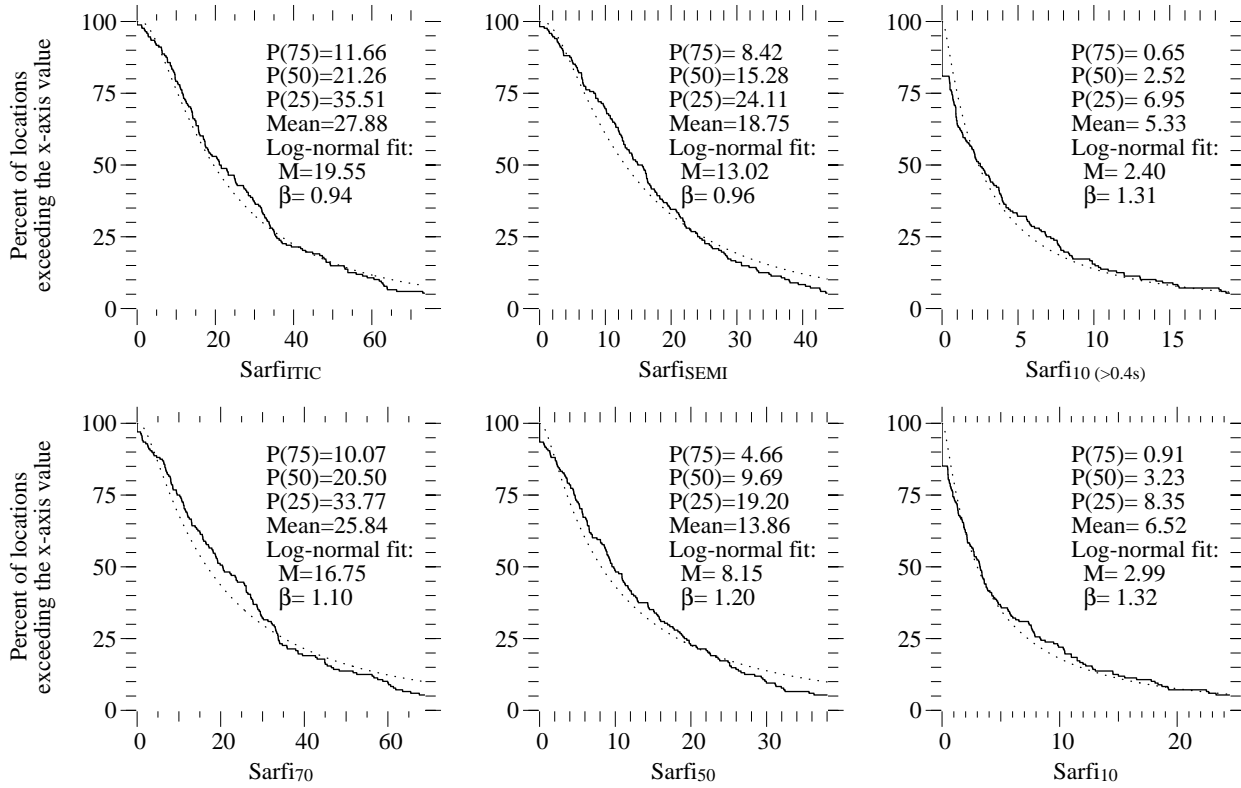 Percent of locations
exceeding the x-axis value
100
75
50
25
0
P(75)=11.66
P(50)=21.26
P(25)=35.51
Mean=27.88
Log-normal fit:
M=19.55
β= 0.94
0 20 40 60
SarfiITIC
100
75
50
25
0
P(75)= 8.42
P(50)=15.28
P(25)=24.11
Mean=18.75
Log-normal fit:
M=13.02
β= 0.96
0 10 20 30 40
SarfiSEMI
100
75
50
25
0
P(75)= 0.65
P(50)= 2.52
P(25)= 6.95
Mean= 5.33
Log-normal fit:
M= 2.40
β= 1.31
0 5 10 15
Sarfi10 (>0.4s)
Percent of locations
exceeding the x-axis value
100
75
50
25
0
P(75)=10.07
P(50)=20.50
P(25)=33.77
Mean=25.84
Log-normal fit:
M=16.75
β= 1.10
0 20 40 60
Sarfi70
100
75
50
25
0
P(75)= 4.66
P(50)= 9.69
P(25)=19.20
Mean=13.86
Log-normal fit:
M= 8.15
β= 1.20
0 10 20 30
Sarfi50
100
75
50
25
0
P(75)= 0.91
P(50)= 3.23
P(25)= 8.35
Mean= 6.52
Log-normal fit:
M= 2.99
β= 1.32
0 10 20
Sarfi10